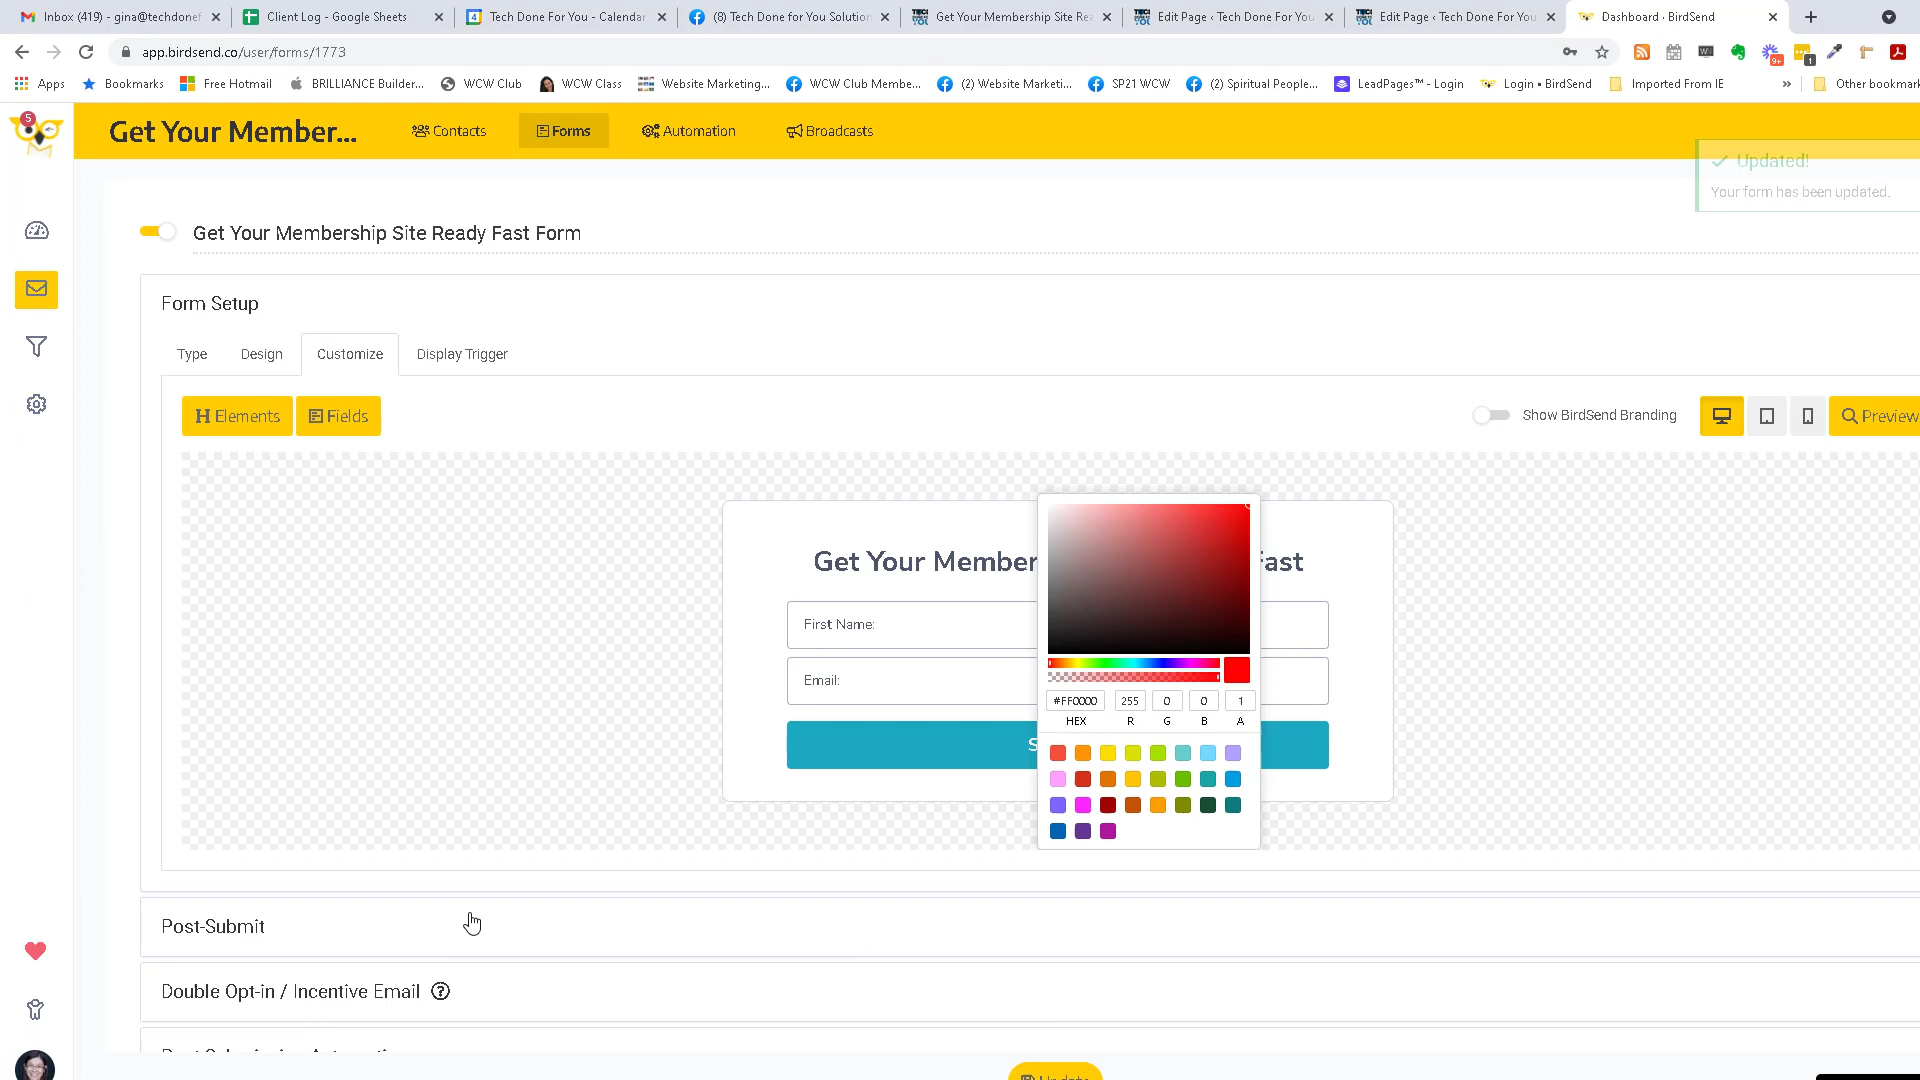 Inbox (419) - gina@techdonef
Client Log - Google Sheets
Tech Done For You - Calendar
(8) Tech Done for You Solution
Get Your Membership Site Rea
Edit Page ‹ Tech Done For You
Edit Page ‹ Tech Done For You
Dashboard · BirdSend
app.birdsend.co/user/forms/1773
9+
1
Apps
Bookmarks
Free Hotmail
BRILLIANCE Builder...
WCW Club
WCW Class
Website Marketing...
WCW Club Membe...
(2) Website Marketi...
SP21 WCW
(2) Spiritual People...
LeadPages™ - Login
Login • BirdSend
Imported From IE
»
Other bookmark
5
Get Your Member...
Contacts
Forms
Automation
Broadcasts
Updated!
Your form has been updated.
Get Your Membership Site Ready Fast Form
Form Setup
Type
Design
Customize
Display Trigger
Elements
Fields
Show BirdSend Branding
Preview
Get Your Member
Fast
First Name:
Email:
S
#FF0000
255
0
0
1
HEX
R
G
B
A
Post-Submit
Double Opt-in / Incentive Email